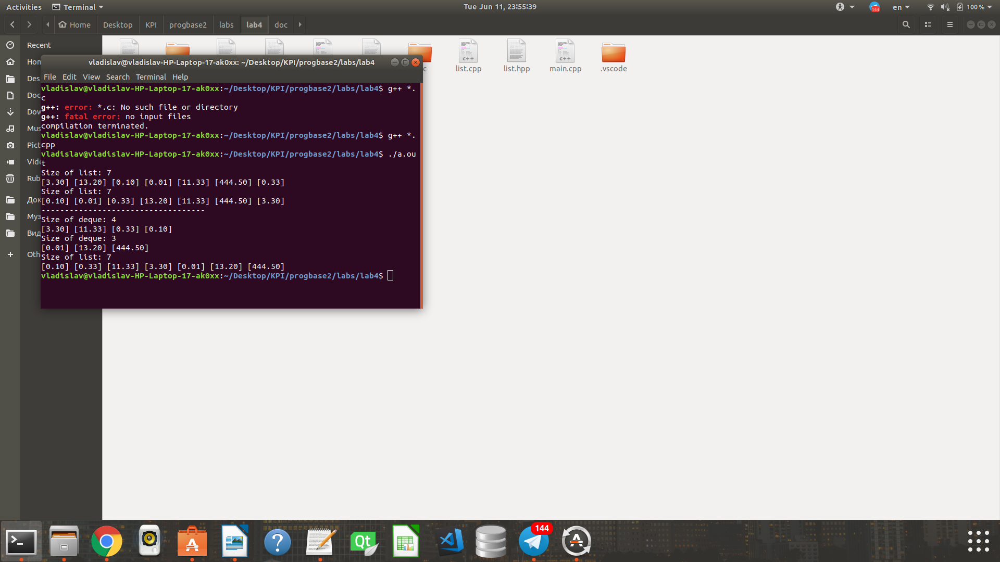 Activities Terminal Tue Jun 11, 23:55:39 144 en 100 %
Home Desktop KPI progbase2 labs lab4 doc
Recent
Hom
Des
Doc
Dov
Mus
Pict
Vide
Rub
Док
Муз
Вид
Oth
c list.cpp list.hpp main.cpp .vscode
c++ c++
vladislav@vladislav-HP-Laptop-17-ak0xx: ~/Desktop/KPI/progbase2/labs/lab4
File Edit View Search Terminal Help
vladislav@vladislav-HP-Laptop-17-ak0xx:~/Desktop/KPI/progbase2/labs/lab4$ g++ *.
c
g++: error: *.c: No such file or directory
g++: fatal error: no input files
compilation terminated.
vladislav@vladislav-HP-Laptop-17-ak0xx:~/Desktop/KPI/progbase2/labs/lab4$ g++ *.
cpp
vladislav@vladislav-HP-Laptop-17-ak0xx:~/Desktop/KPI/progbase2/labs/lab4$ ./a.ou
t
Size of list: 7
[3.30] [13.20] [0.10] [0.01] [11.33] [444.50] [0.33]
Size of list: 7
[0.10] [0.01] [0.33] [13.20] [11.33] [444.50] [3.30]
-----------------------------------
Size of deque: 4
[3.30] [11.33] [0.33] [0.10]
Size of deque: 3
[0.01] [13.20] [444.50]
Size of list: 7
[0.10] [0.33] [11.33] [3.30] [0.01] [13.20] [444.50]
vladislav@vladislav-HP-Laptop-17-ak0xx:~/Desktop/KPI/progbase2/labs/lab4$
Qt
144